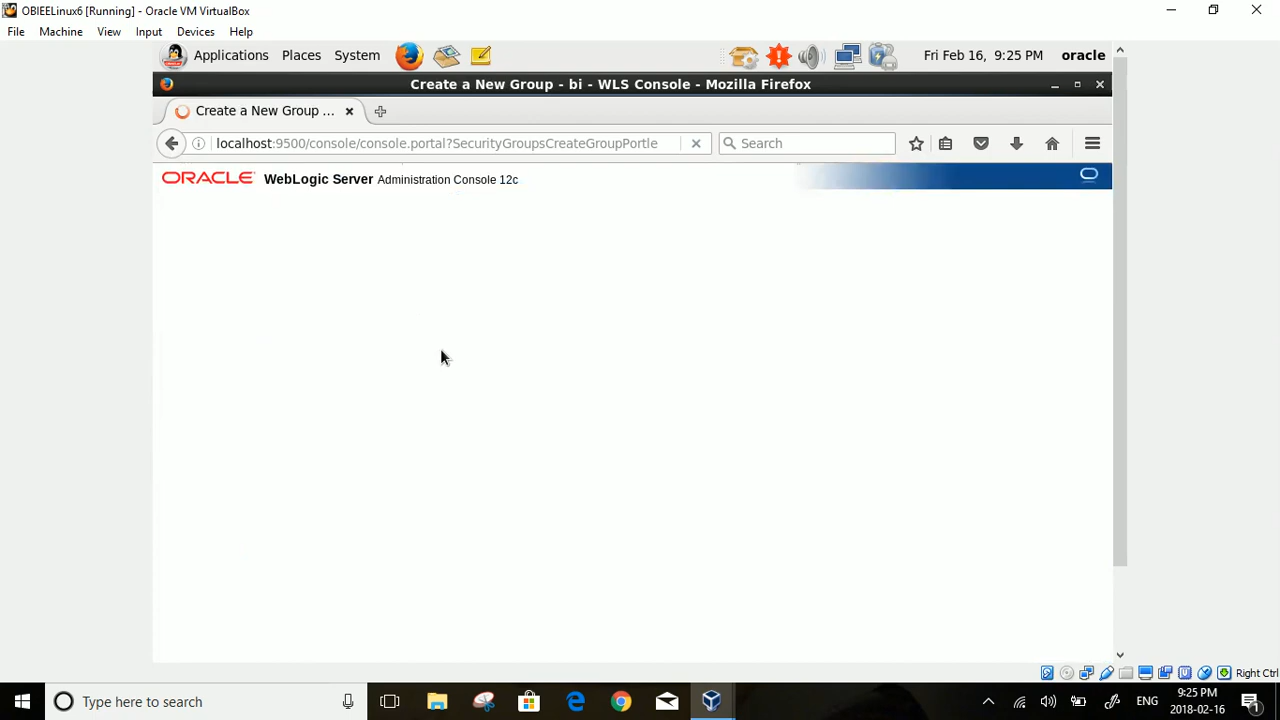 OBIEELinux6 [Running] - Oracle VM VirtualBox
File Machine View Input Devices Help
Applications Places System Fri Feb 16, 9:25 PM oracle
Create a New Group - bi - WLS Console - Mozilla Firefox
Create a New Group ...
localhost:9500/console/console.portal?SecurityGroupsCreateGroupPortle Search
ORACLE WebLogic Server Administration Console 12c
Right Ctrl
Type here to search ENG 9:25 PM
2018-02-16 1